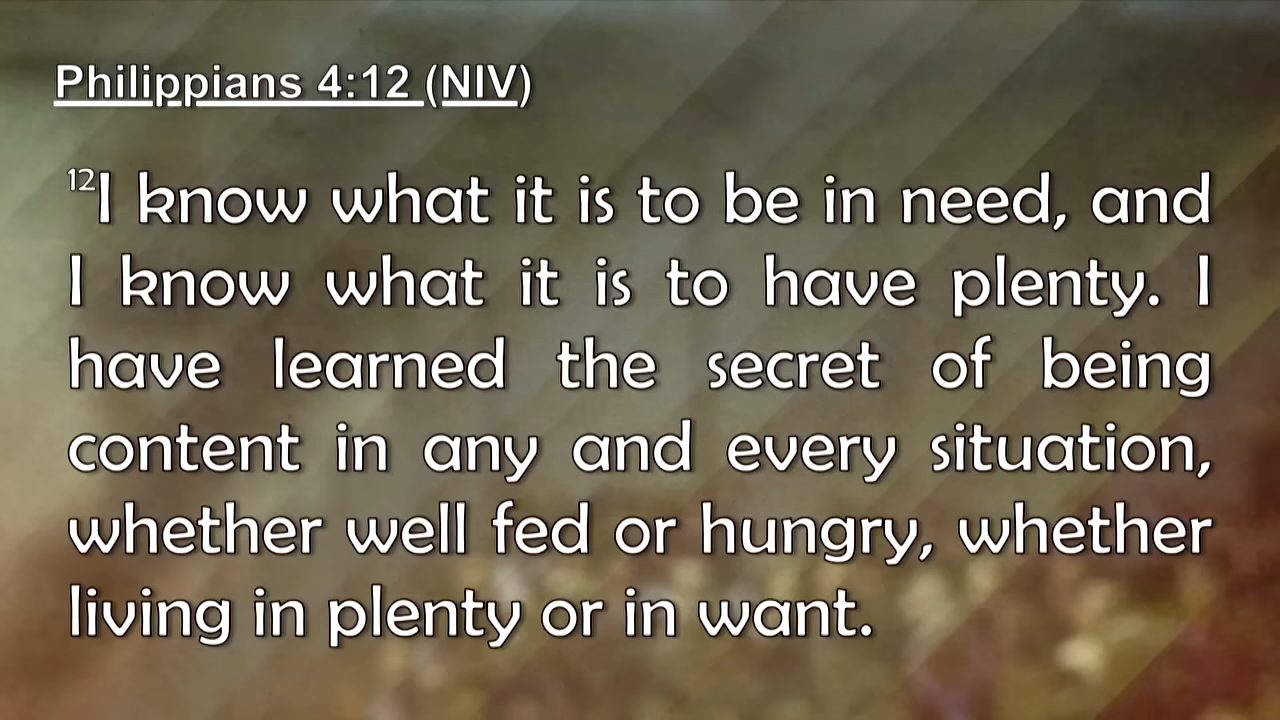 Philippians 4:12 (NIV)
¹²I know what it is to be in need, and
I know what it is to have plenty. I
have learned the secret of being
content in any and every situation,
whether well fed or hungry, whether
living in plenty or in want.